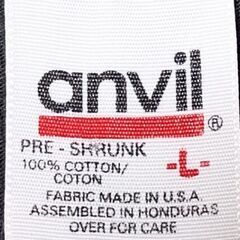 anvil
®
PRE - SHRUNK
100% COTTON/
COTON
-L-
FABRIC MADE IN U.S.A
ASSEMBLED IN HONDURAS
OVER FOR CARE